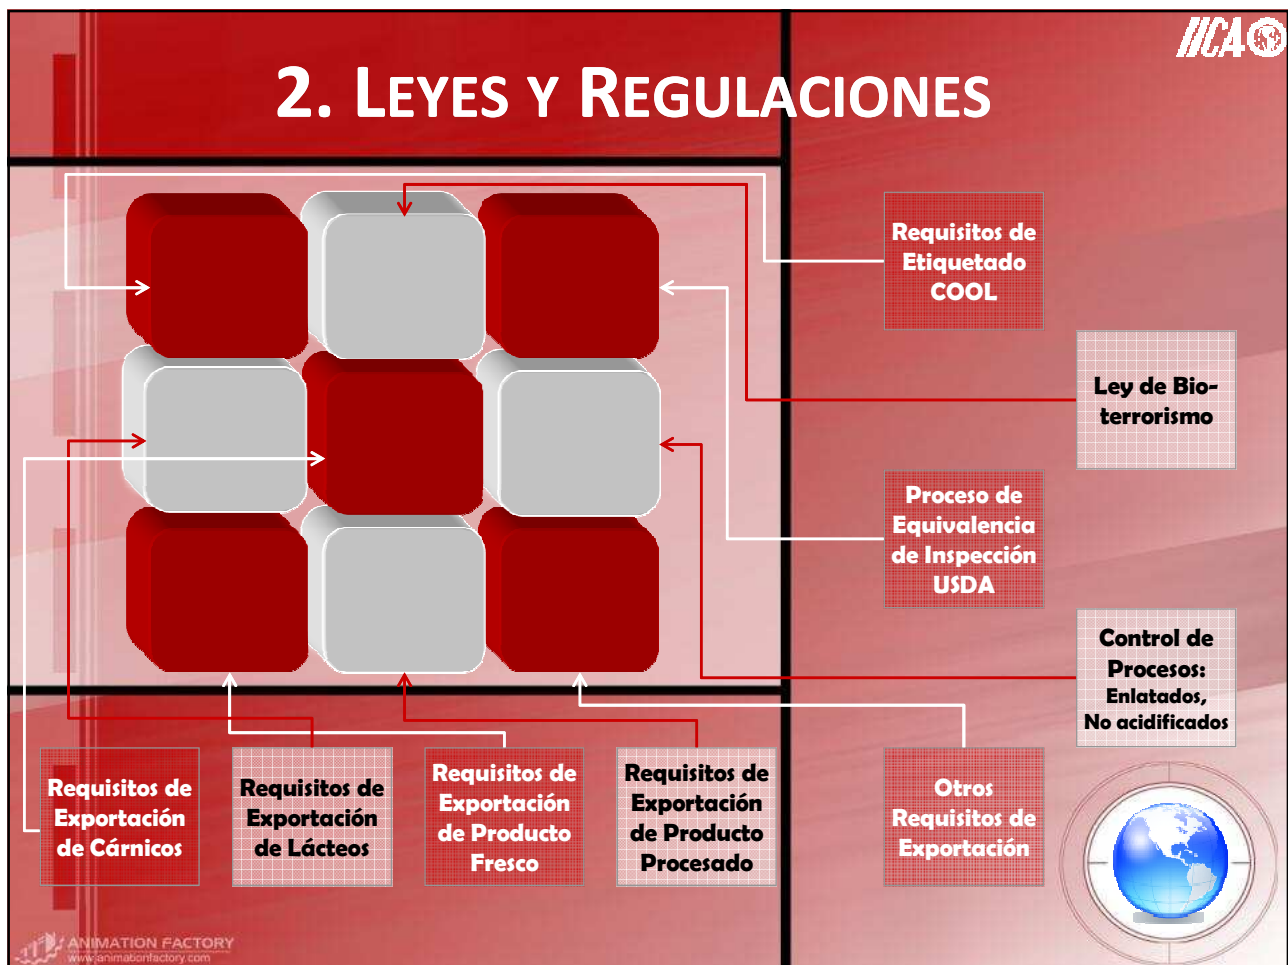 IICA
2. LEYES Y REGULACIONES
Requisitos de
Etiquetado
COOL
Ley de Bio-
terrorismo
Proceso de
Equivalencia
de Inspección
USDA
Control de
Procesos:
Enlatados,
No acidificados
Requisitos de
Exportación
de Cárnicos
Requisitos de
Exportación
de Lácteos
Requisitos de
Exportación
de Producto
Fresco
Requisitos de
Exportación
de Producto
Procesado
Otros
Requisitos de
Exportación
ANIMATION FACTORY
www.animationfactory.com